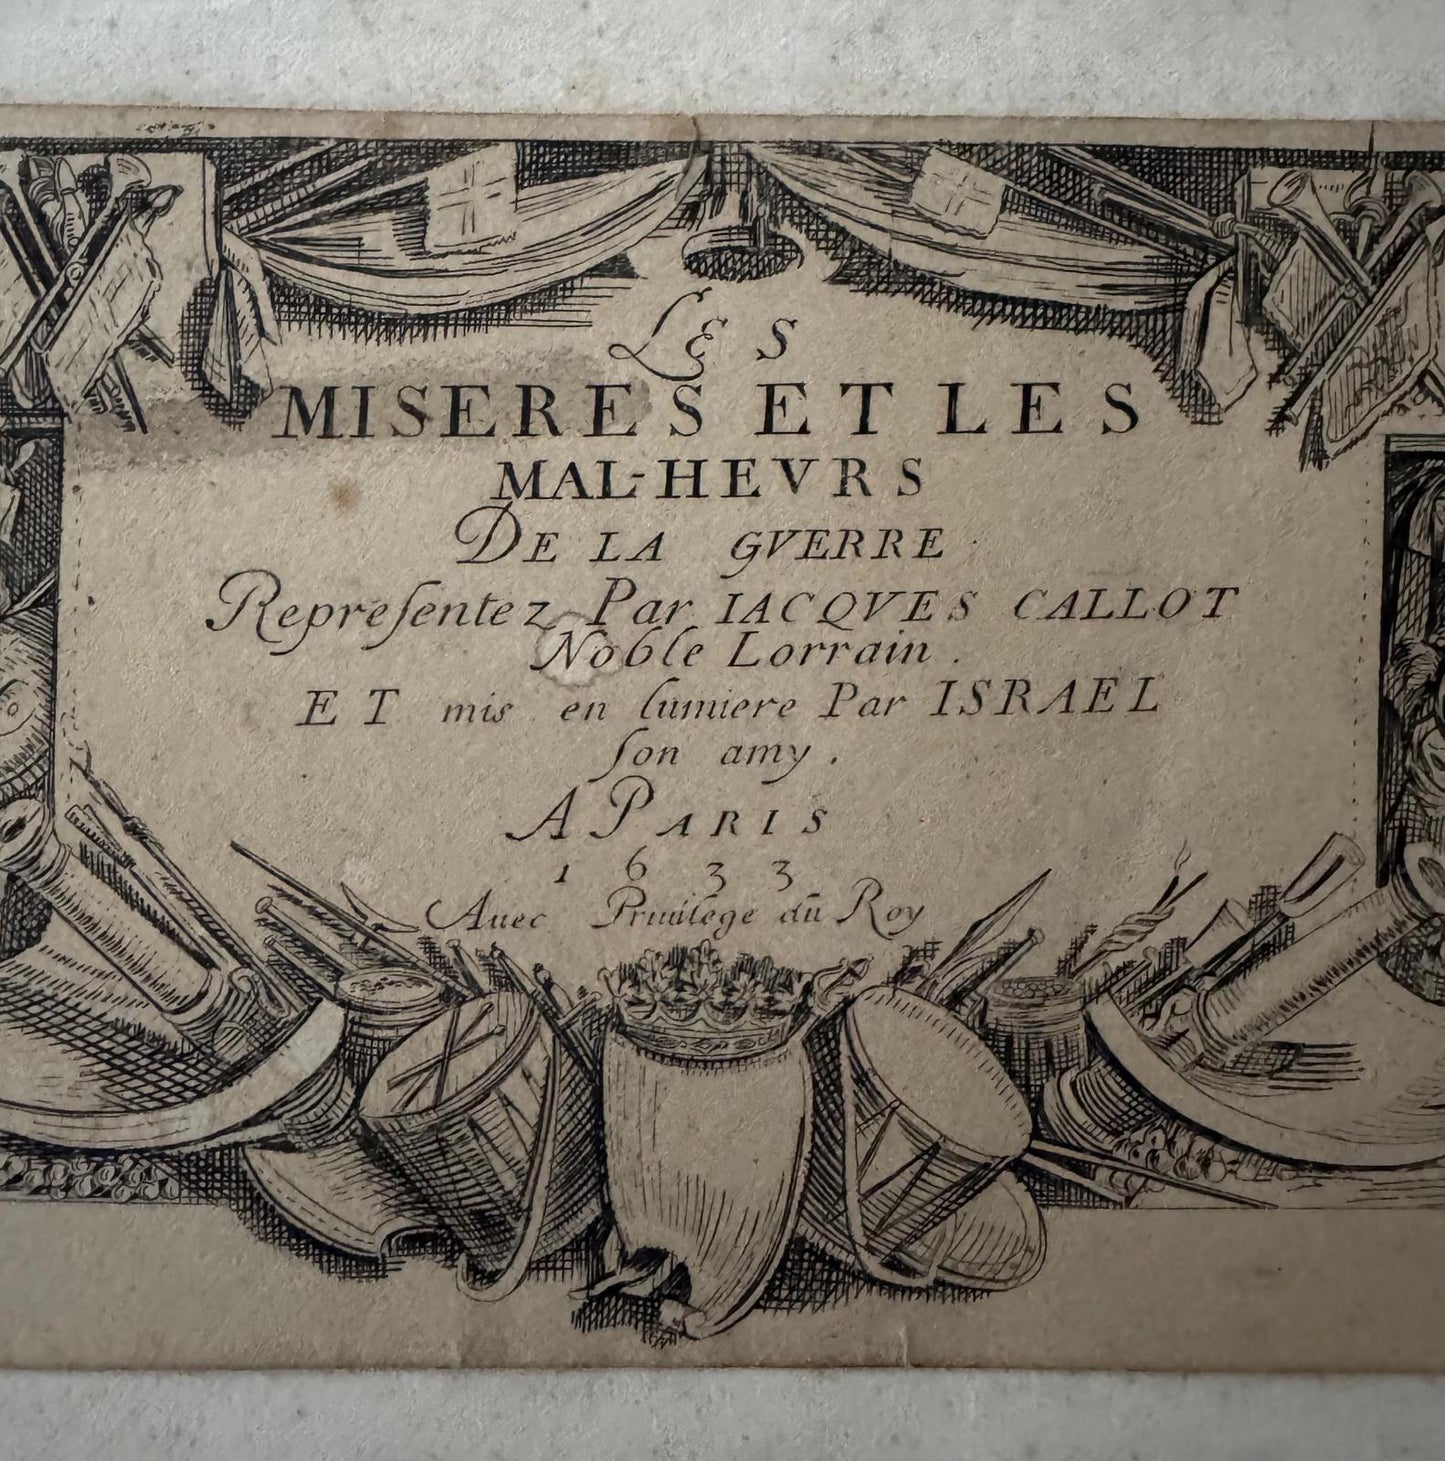 LES
MISERES ET LES
MAL-HEVRS
DE LA GVERRE
Repreſentez Par IACQVES CALLOT
Noble Lorrain .
ET mis en lumiere Par ISRAEL
ſon amy .
A PARIS
1633
Auec Priuilege du Roy